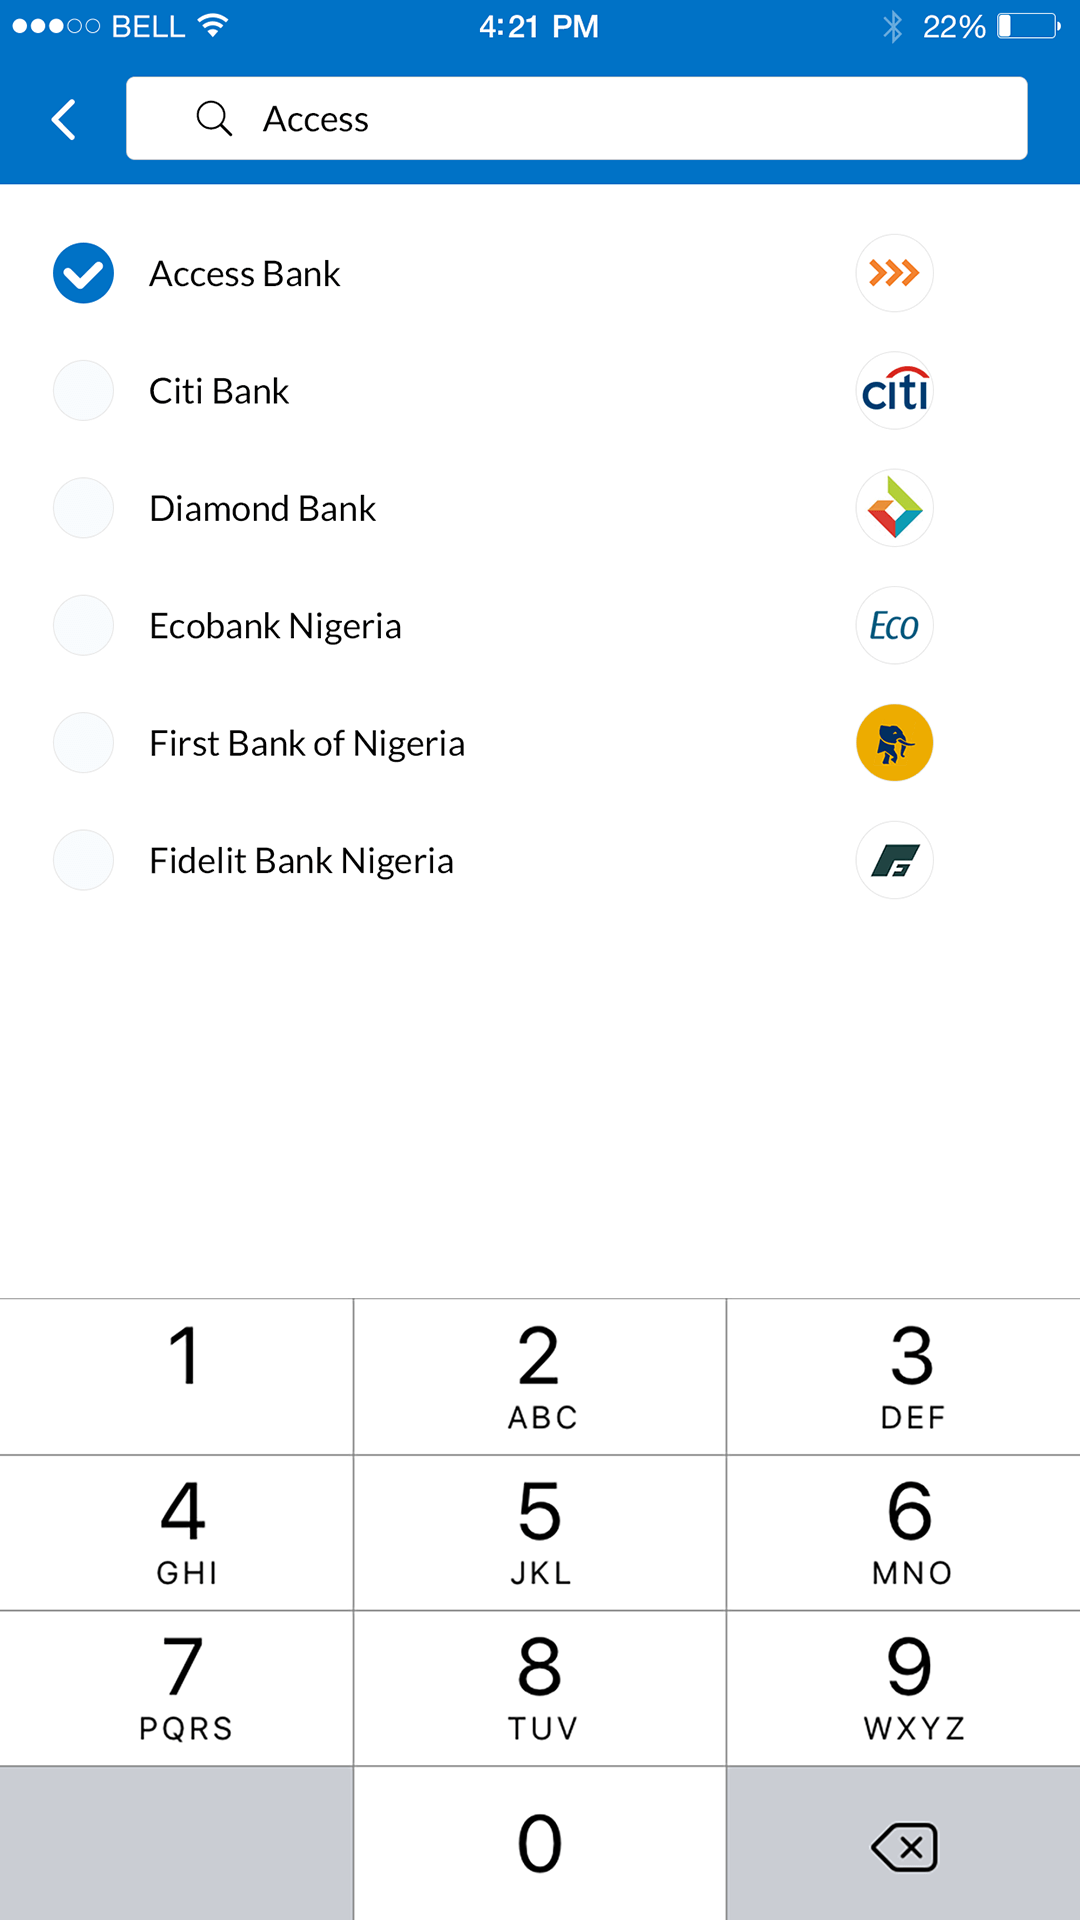 BELL 4:21 PM 22%
Access
Access Bank
Citi Bank citi
Diamond Bank
Ecobank Nigeria Eco
First Bank of Nigeria
Fidelit Bank Nigeria
1 2 3
ABC DEF
4 5 6
GHI JKL MNO
7 8 9
PQRS TUV WXYZ
0